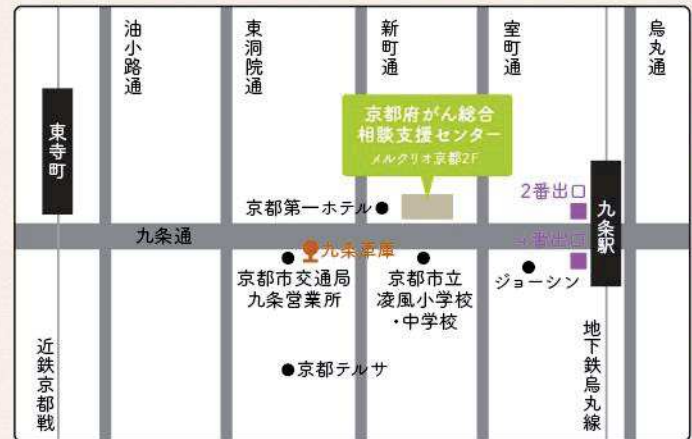 油小路通
東洞院通
新町通
室町通
烏丸通
京都府がん総合
相談支援センター
メルクリオ京都2F
東寺町
京都第一ホテル
2番出口
九条駅
九条通
九条車庫
番出口
京都市交通局
九条営業所
京都市立
凌風小学校
・中学校
ジョーシン
近鉄京都戦
京都テルサ
地下鉄烏丸線